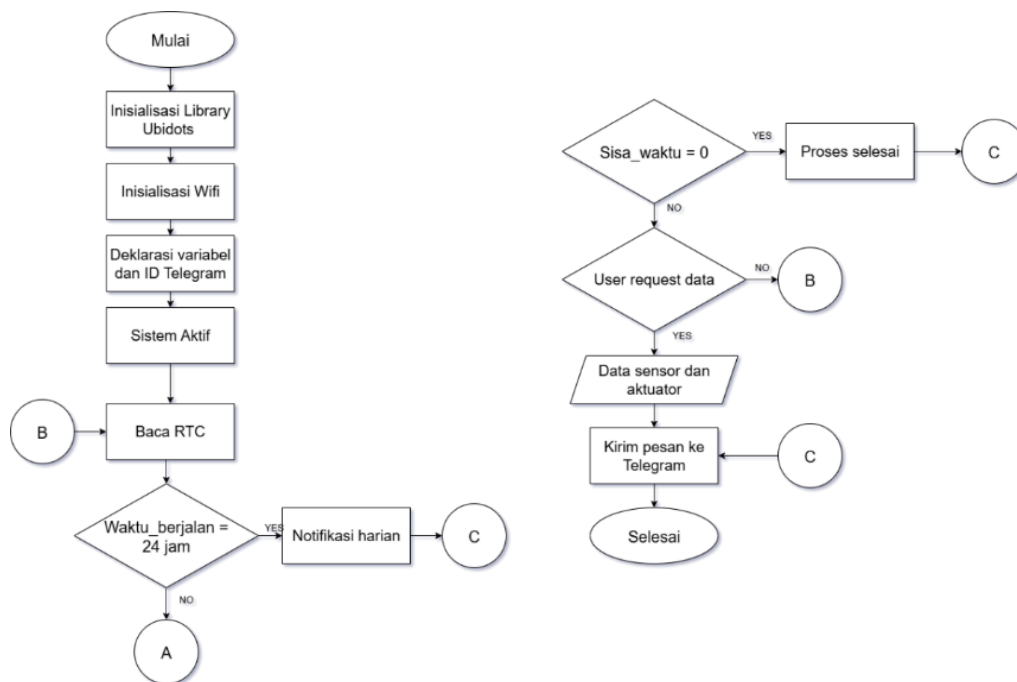 Mulai
Inisialisasi Library
Ubidots
Inisialisasi Wifi
Deklarasi variabel
dan ID Telegram
Sistem Aktif
B
Baca RTC
Waktu_berjalan =
24 jam
YES
Notifikasi harian
C
NO
A
Sisa_waktu = 0
YES
Proses selesai
C
NO
User request data
NO
B
YES
Data sensor dan
aktuator
Kirim pesan ke
Telegram
C
Selesai